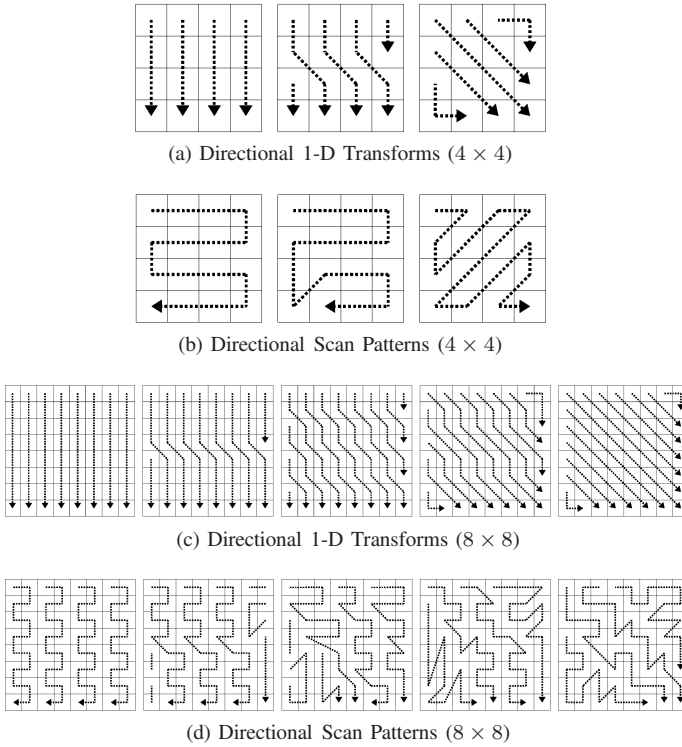 (a) Directional 1-D Transforms (4 × 4)
(b) Directional Scan Patterns (4 × 4)
(c) Directional 1-D Transforms (8 × 8)
(d) Directional Scan Patterns (8 × 8)